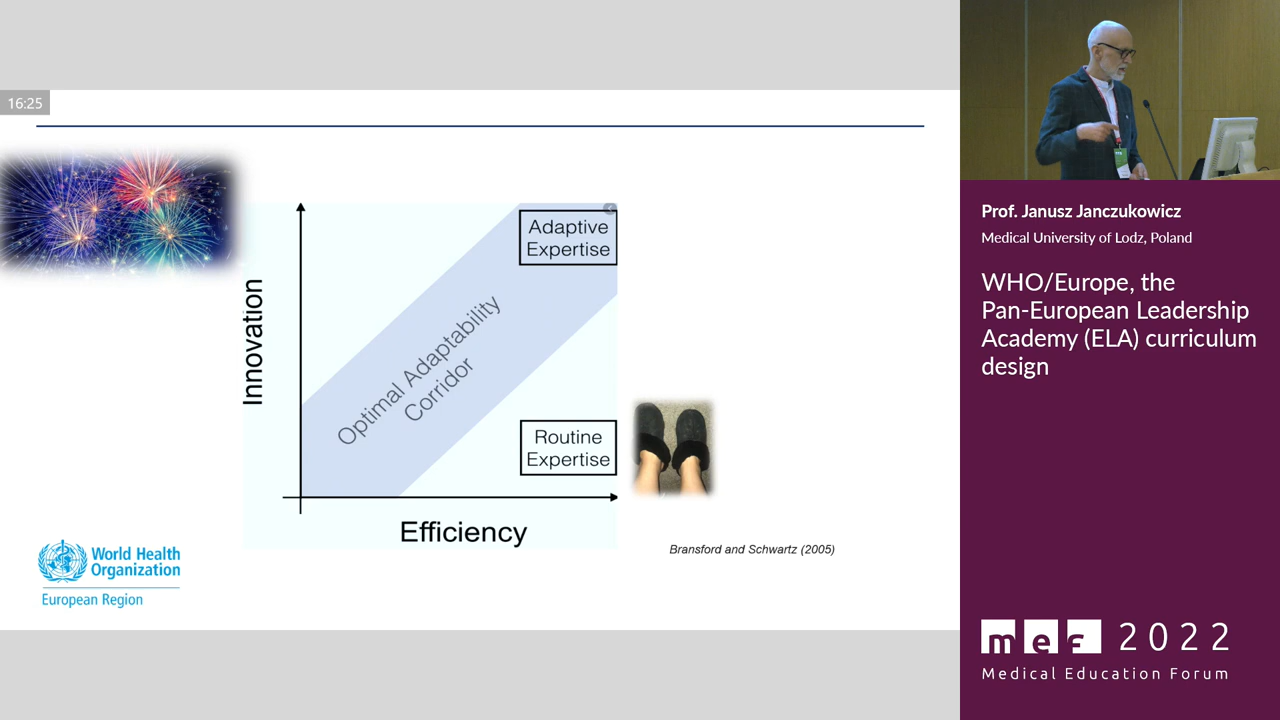 16:25
Adaptive
Expertise
Innovation
Optimal Adaptability
Corridor
Routine
Expertise
Efficiency
Bransford and Schwartz (2005)
World Health
Organization
European Region
Prof. Janusz Janczukowicz
Medical University of Lodz, Poland
WHO/Europe, the
Pan-European Leadership
Academy (ELA) curriculum
design
mef 2022
Medical Education Forum